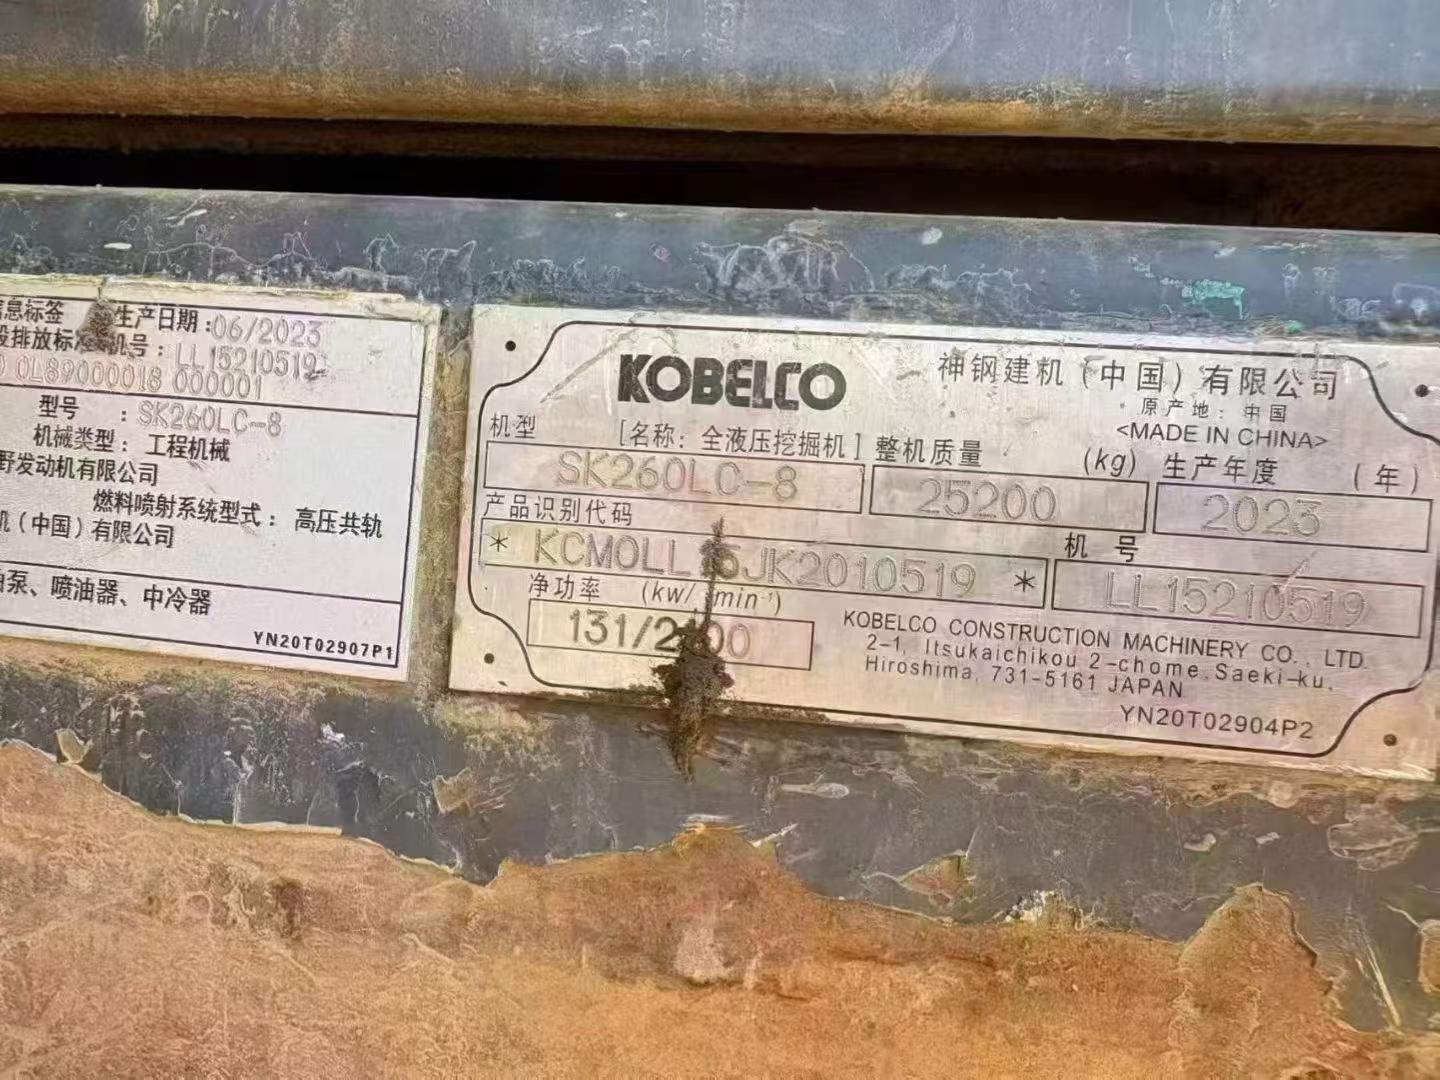 息标签 生产日期:06/2023
段排放标准 机号: LL15210519
0L89000018 000001
型号 : SK260LC-8
机械类型: 工程机械
野发动机有限公司
燃料喷射系统型式: 高压共轨
机(中国)有限公司
油泵、喷油器、中冷器
YN20T02907P1
KOBELCO 神钢建机(中国)有限公司
原产地: 中国
<MADE IN CHINA>
机型 [名称: 全液压挖掘机] 整机质量 (kg) 生产年度 (年)
SK260LC-8 25200 2023
产品识别代码 机 号
* KCM0LL15JK2010519 * LL15210519
净功率 (kw/ min⁻¹)
131/2100
KOBELCO CONSTRUCTION MACHINERY CO., LTD.
2-1, Itsukaichikou 2-chome,Saeki-ku,
Hiroshima, 731-5161 JAPAN
YN20T02904P2